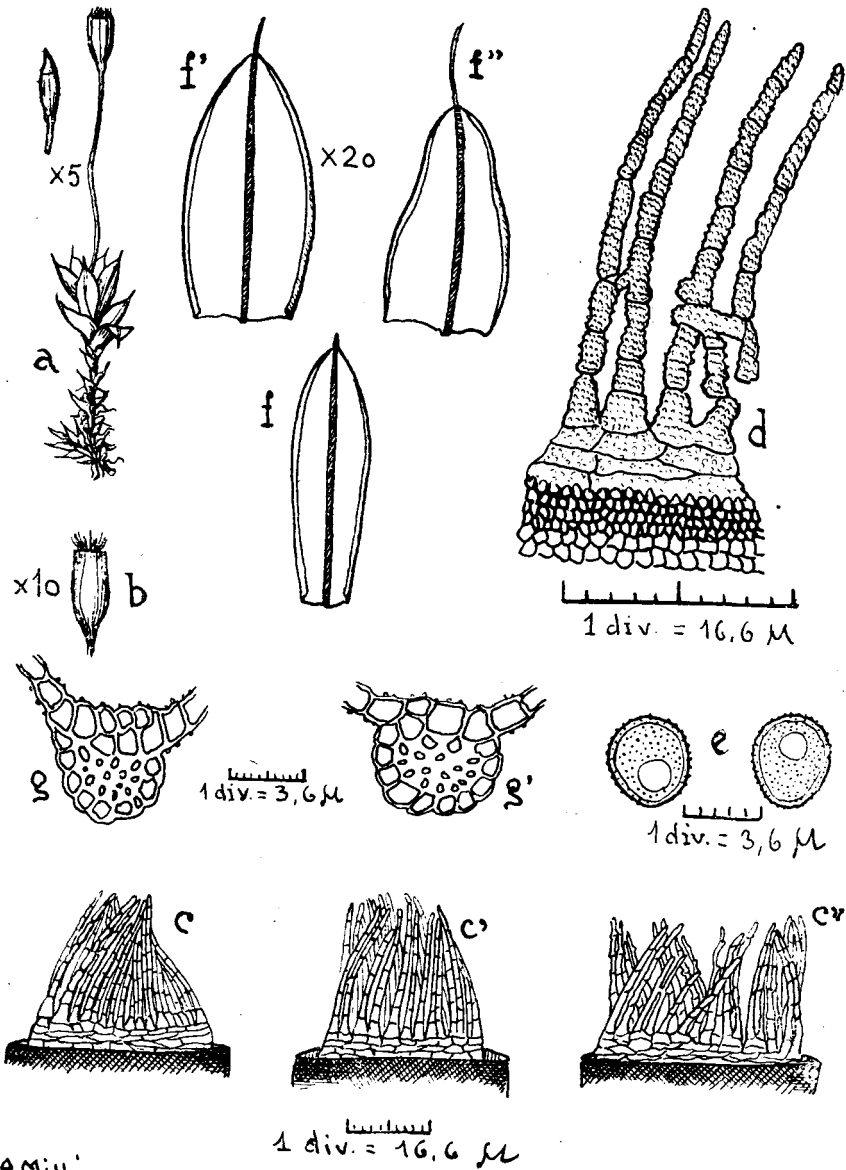 f'
f''
×5
×20
a
f
d
×10
b
1 div. = 16,6 µ
g
1 div. = 3,6 µ
g'
e
1 div. = 3,6 µ
c
c'
c''
1 div. = 16,6 µ